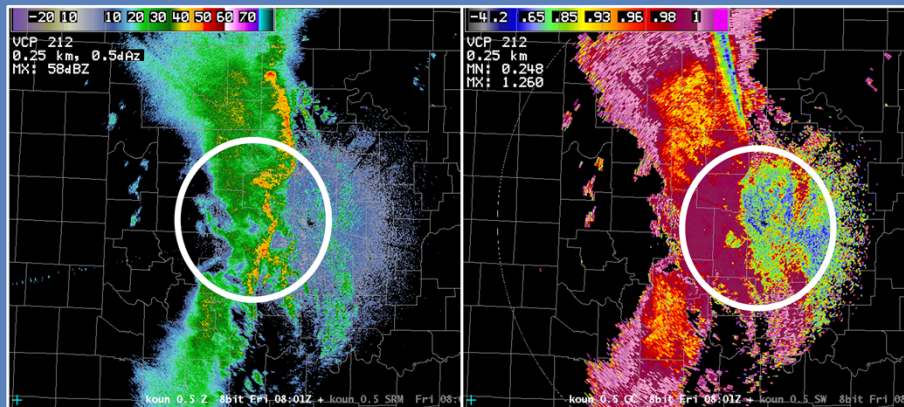 -20 10 10 20 30 40 50 60 70
VCP 212
0.25 km, 0.5dAz
MX: 58dBZ
koun 0.5 Z 8bit Fri 08:01Z + koun 0.5 SRM Fri 08:0
-4 .2 .65 .85 .93 .96 .98 1
VCP 212
0.25 km
MN: 0.248
MX: 1.260
koun 0.5 CC 8bit Fri 08:01Z + koun 0.5 SW 8bit Fri 08:0